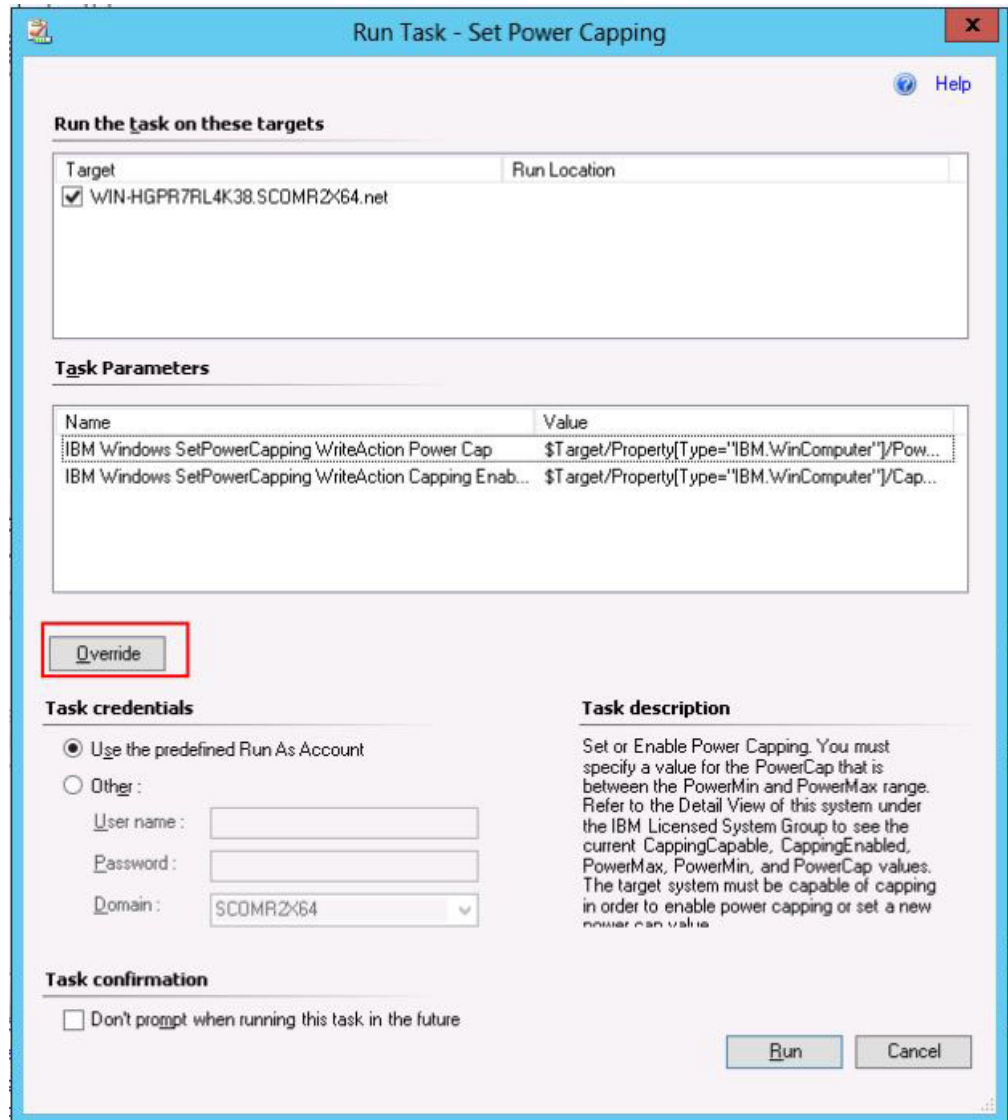 Run Task - Set Power Capping
Help
Run the task on these targets
Target Run Location
WIN-HGPR7RL4K38.SCOMR2X64.net
Task Parameters
Name Value
IBM Windows SetPowerCapping WriteAction Power Cap $Target/Property[Type="IBM.WinComputer"]/Pow...
IBM Windows SetPowerCapping WriteAction Capping Enab... $Target/Property[Type="IBM.WinComputer"]/Cap...
Override
Task credentials
Use the predefined Run As Account
Other :
User name :
Password :
Domain : SCOMR2X64
Task description
Set or Enable Power Capping. You must
specify a value for the PowerCap that is
between the PowerMin and PowerMax range.
Refer to the Detail View of this system under
the IBM Licensed System Group to see the
current CappingCapable, CappingEnabled,
PowerMax, PowerMin, and PowerCap values.
The target system must be capable of capping
in order to enable power capping or set a new
power cap value
Task confirmation
Don't prompt when running this task in the future
Run Cancel